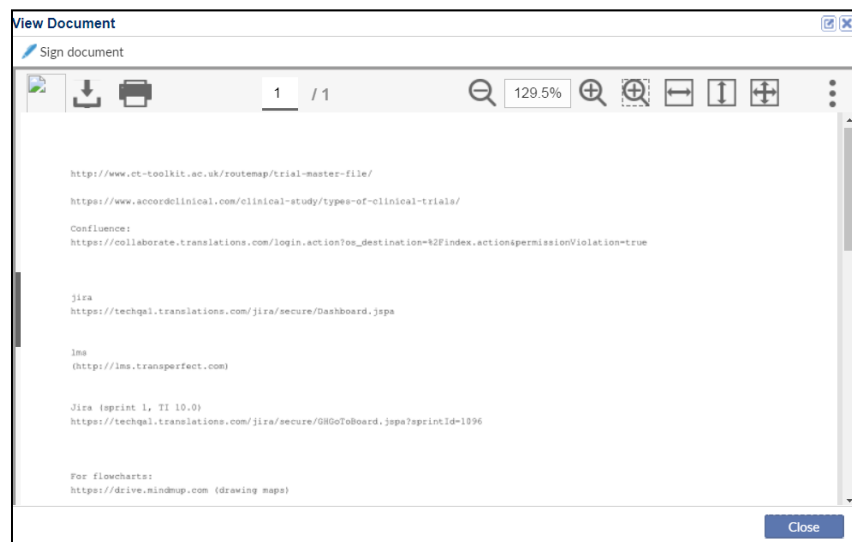 View Document
Sign document
1 / 1 129.5%
http://www.ct-toolkit.ac.uk/routemap/trial-master-file/
https://www.accordclinical.com/clinical-study/types-of-clinical-trials/
Confluence:
https://collaborate.translations.com/login.action?os_destination=%2Findex.action&permissionViolation=true
jira
https://techqa1.translations.com/jira/secure/Dashboard.jspa
lms
(http://lms.transperfect.com)
Jira (sprint 1, TI 10.0)
https://techqa1.translations.com/jira/secure/GHGoToBoard.jspa?sprintId=1096
For flowcharts:
https://drive.mindmup.com (drawing maps)
Close